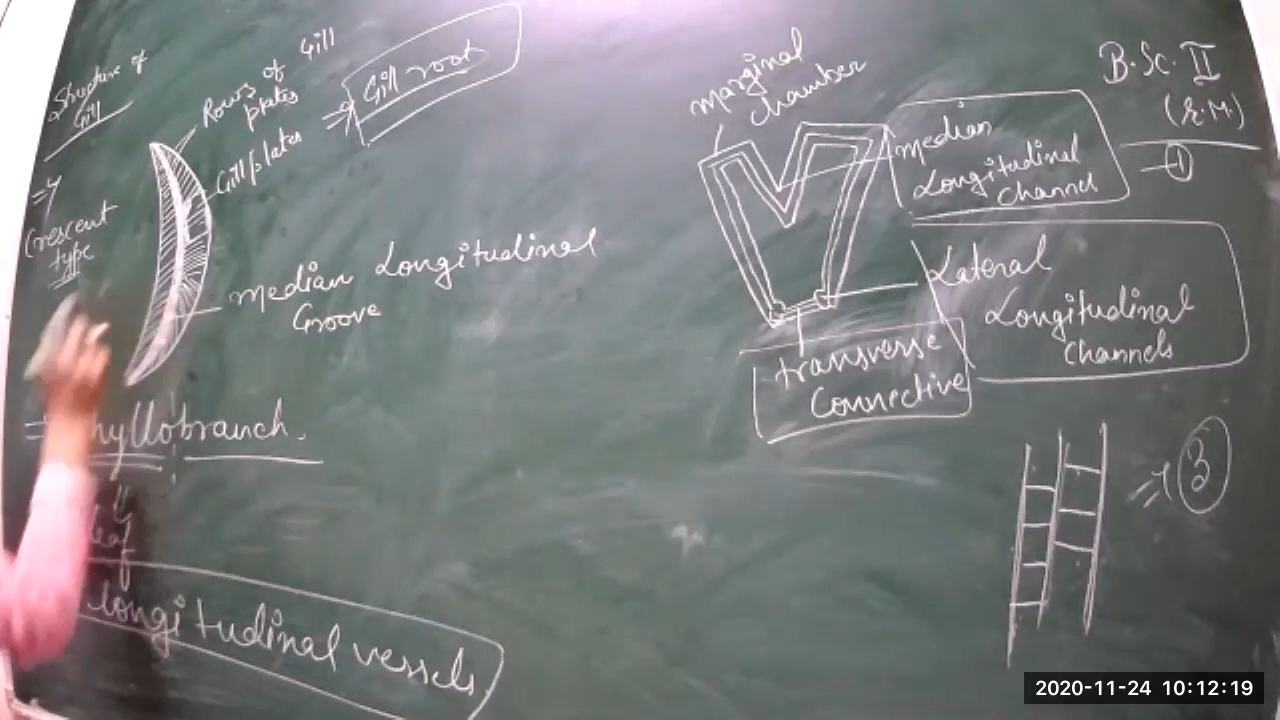 Structure of
Gill
Crescent
type
Rows of Gill
plates
Gill plates
Gill root
Median Longitudinal
Groove
hyllobranch.
leaf
longitudinal vessels
marginal
chamber
median
Longitudinal
Channel
Lateral
Longitudinal
Channels
transverse
Connective
B.Sc. II
1
3
2020-11-24 10:12:19